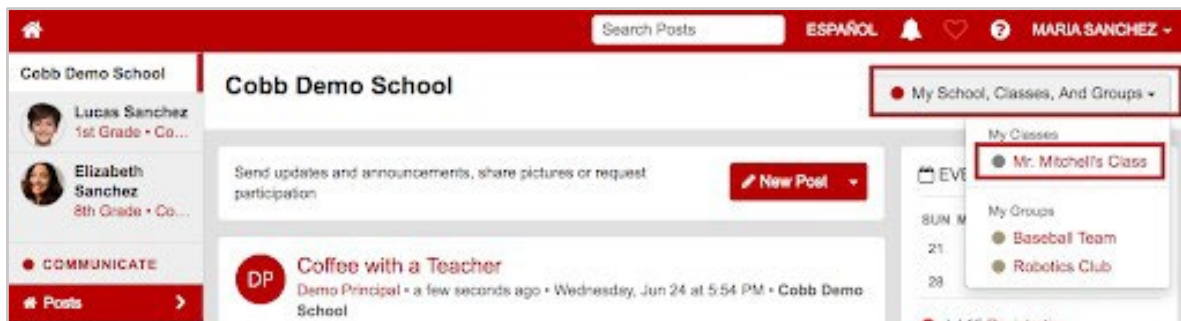 Search Posts
ESPAÑOL
MARIA SANCHEZ
Cobb Demo School
Lucas Sanchez
1st Grade • Co...
Elizabeth
Sanchez
8th Grade • Co...
COMMUNICATE
Posts
Cobb Demo School
My School, Classes, And Groups
My Classes
Mr. Mitchell's Class
My Groups
Baseball Team
Robotics Club
Send updates and announcements, share pictures or request
participation
New Post
EVE
SUN M
21
28
DP
Coffee with a Teacher
Demo Principal • a few seconds ago • Wednesday, Jun 24 at 5:54 PM • Cobb Demo
School